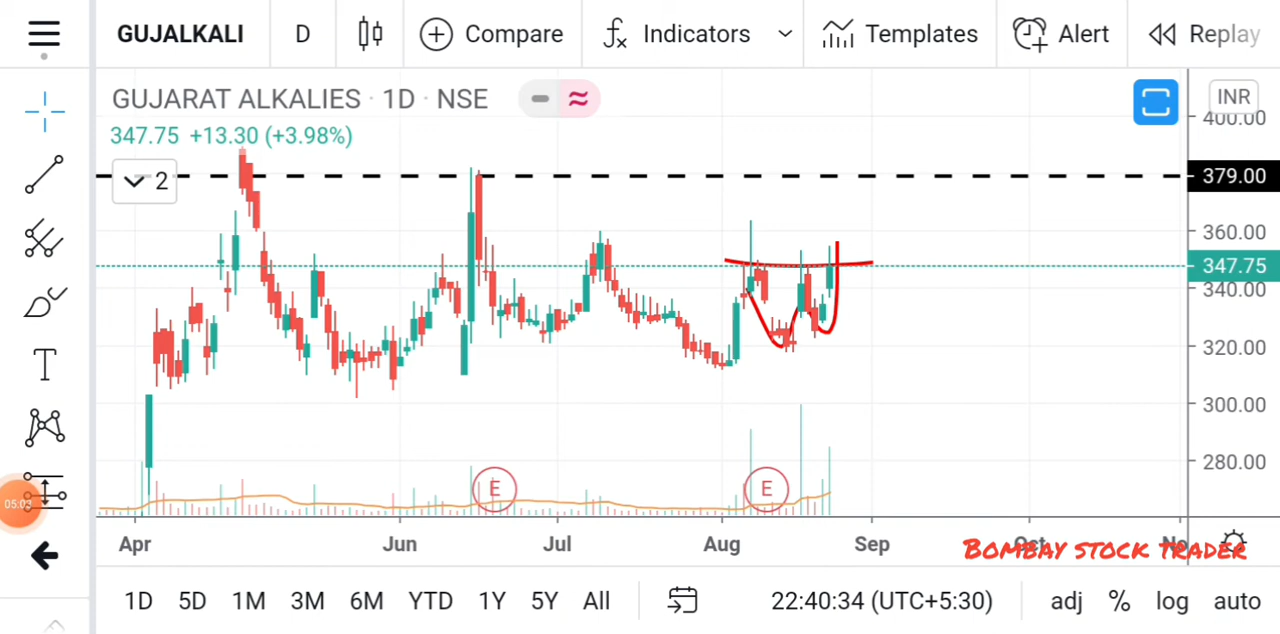 GUJALKALI D Compare Indicators Templates Alert Replay
GUJARAT ALKALIES · 1D · NSE
INR
347.75 +13.30 (+3.98%)
2
400.00
379.00
360.00
347.75
340.00
320.00
300.00
280.00
E E
05:03
Apr Jun Jul Aug Sep Oct No
BOMBAY STOCK TRADER
1D 5D 1M 3M 6M YTD 1Y 5Y All 22:40:34 (UTC+5:30) adj % log auto